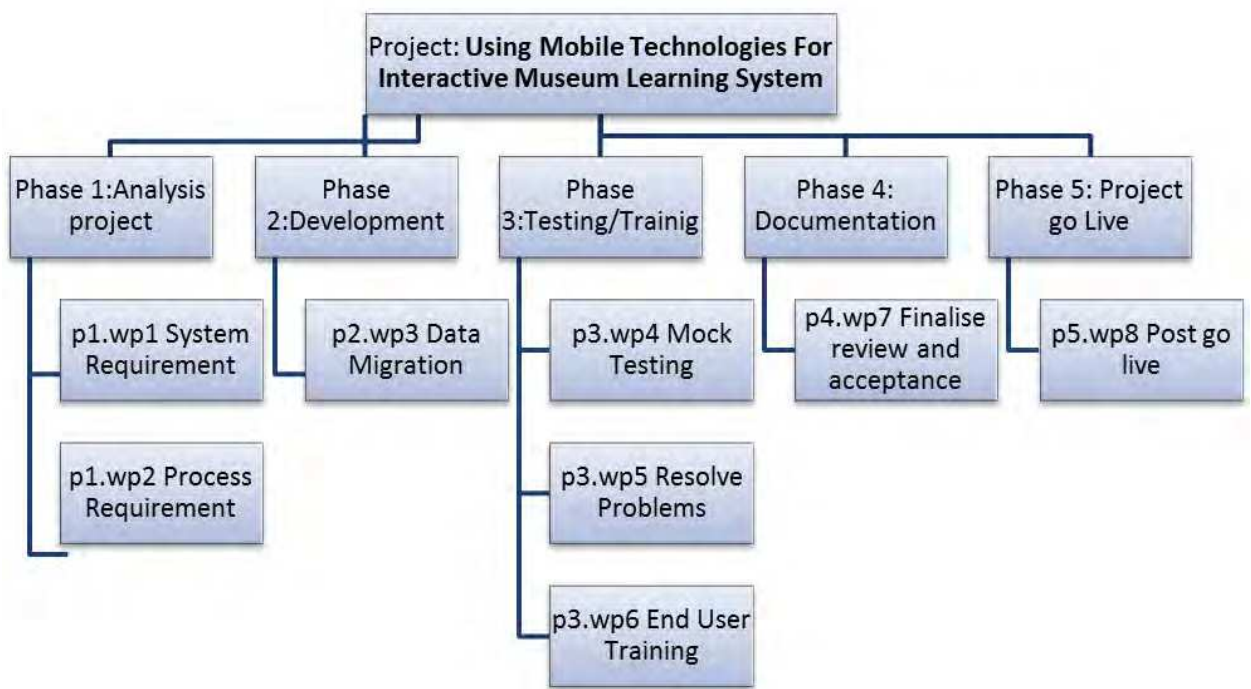 Project: Using Mobile Technologies For
Interactive Museum Learning System
Phase 1:Analysis
project
Phase
2:Development
Phase
3:Testing/Trainig
Phase 4:
Documentation
Phase 5: Project
go Live
p1.wp1 System
Requirement
p2.wp3 Data
Migration
p3.wp4 Mock
Testing
p4.wp7 Finalise
review and
acceptance
p5.wp8 Post go
live
p1.wp2 Process
Requirement
p3.wp5 Resolve
Problems
p3.wp6 End User
Training